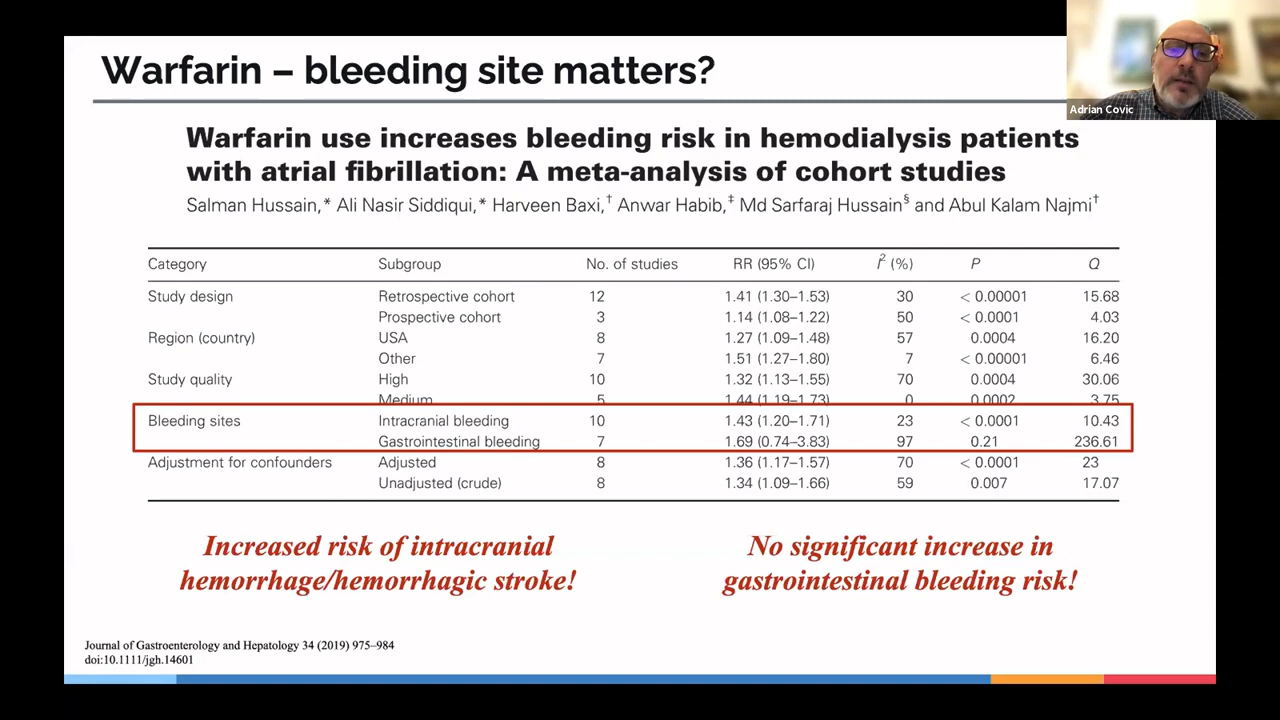 Warfarin – bleeding site matters?
Adrian Covic
Warfarin use increases bleeding risk in hemodialysis patients
with atrial fibrillation: A meta-analysis of cohort studies
Salman Hussain,* Ali Nasir Siddiqui,* Harveen Baxi,† Anwar Habib,‡ Md Sarfaraj Hussain§ and Abul Kalam Najmi†
Category Subgroup No. of studies RR (95% CI) I² (%) P Q
Study design Retrospective cohort 12 1.41 (1.30–1.53) 30 < 0.00001 15.68
Prospective cohort 3 1.14 (1.08–1.22) 50 < 0.0001 4.03
Region (country) USA 8 1.27 (1.09–1.48) 57 0.0004 16.20
Other 7 1.51 (1.27–1.80) 7 < 0.00001 6.46
Study quality High 10 1.32 (1.13–1.55) 70 0.0004 30.06
Medium 5 1.44 (1.19–1.73) 0 0.0002 3.75
Bleeding sites Intracranial bleeding 10 1.43 (1.20–1.71) 23 < 0.0001 10.43
Gastrointestinal bleeding 7 1.69 (0.74–3.83) 97 0.21 236.61
Adjustment for confounders Adjusted 8 1.36 (1.17–1.57) 70 < 0.0001 23
Unadjusted (crude) 8 1.34 (1.09–1.66) 59 0.007 17.07
Increased risk of intracranial
hemorrhage/hemorrhagic stroke!
No significant increase in
gastrointestinal bleeding risk!
Journal of Gastroenterology and Hepatology 34 (2019) 975–984
doi:10.1111/jgh.14601